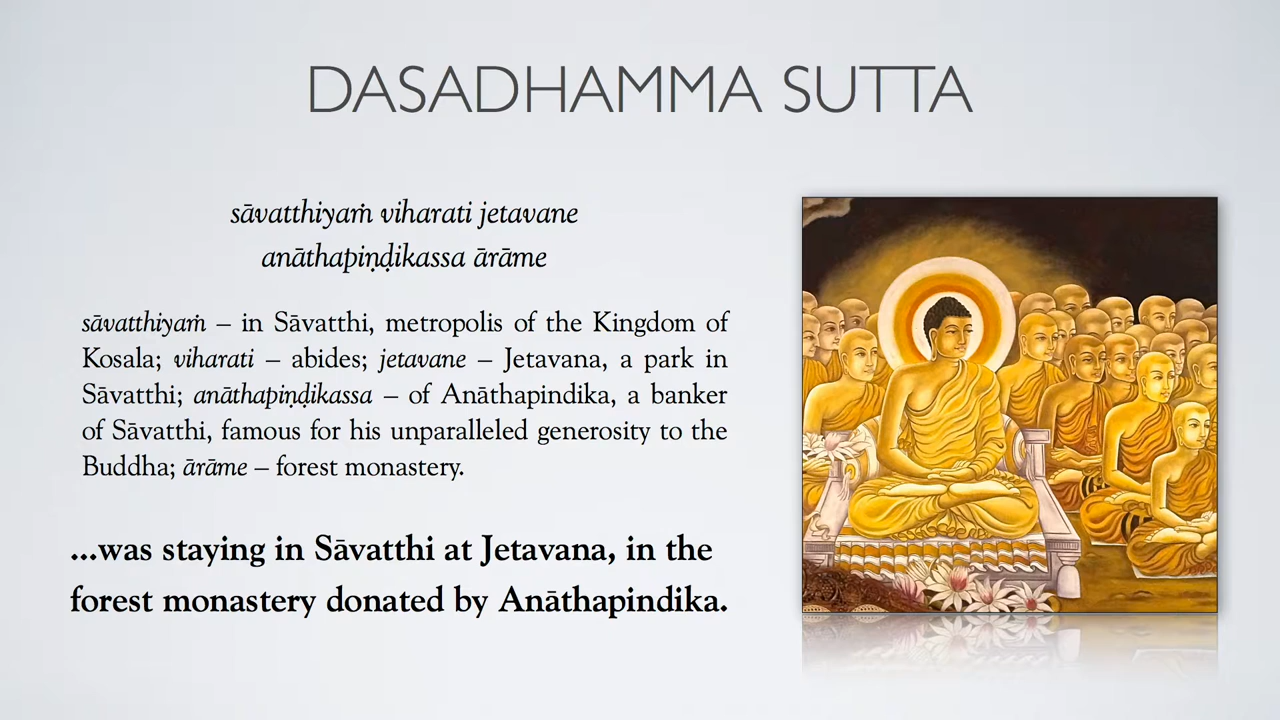 DASADHAMMA SUTTA
sāvatthiyaṁ viharati jetavane
anāthapiṇḍikassa ārāme
sāvatthiyaṁ – in Sāvatthi, metropolis of the Kingdom of
Kosala; viharati – abides; jetavane – Jetavana, a park in
Sāvatthi; anāthapiṇḍikassa – of Anāthapindika, a banker
of Sāvatthi, famous for his unparalleled generosity to the
Buddha; ārāme – forest monastery.
...was staying in Sāvatthi at Jetavana, in the
forest monastery donated by Anāthapindika.